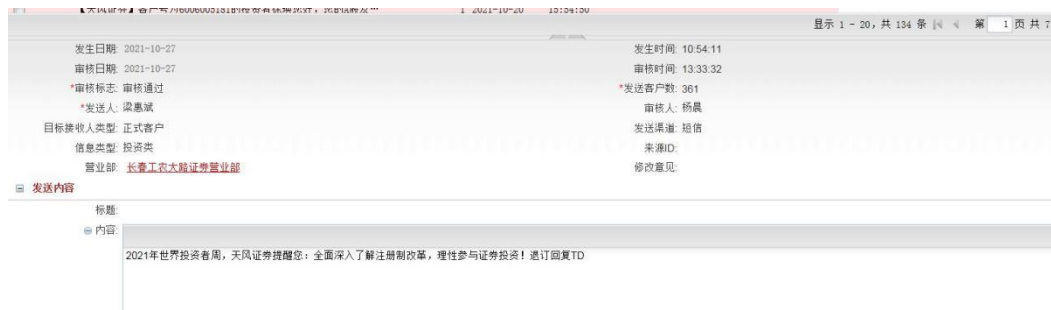 1 2021-10-20 15:54:50
显示 1 - 20，共 134 条 第 1 页 共 7
发生日期: 2021-10-27 发生时间: 10:54:11
审核日期: 2021-10-27 审核时间: 13:33:32
*审核标志: 审核通过 *发送客户数: 361
*发送人: 梁惠斌 审核人: 杨晨
目标接收人类型: 正式客户 发送渠道: 短信
信息类型: 投资类 来源ID:
营业部: 长春工农大路证券营业部 修改意见:
发送内容
标题:
内容:
2021年世界投资者周，天风证券提醒您：全面深入了解注册制改革，理性参与证券投资！退订回复TD